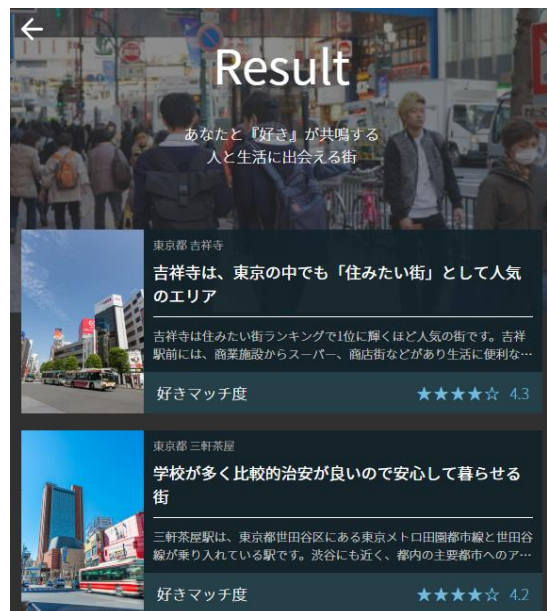 Result
あなたと『好き』が共鳴する
人と生活に出会える街
東京都 吉祥寺
吉祥寺は、東京の中でも「住みたい街」として人気
のエリア
吉祥寺は住みたい街ランキングで1位に輝くほど人気の街です。吉祥
駅前には、商業施設からスーパー、商店街などがあり生活に便利な…
好きマッチ度 ★★★★☆ 4.3
東京都 三軒茶屋
学校が多く比較的治安が良いので安心して暮らせる
街
三軒茶屋駅は、東京都世田谷区にある東京メトロ田園都市線と世田谷
線が乗り入れている駅です。渋谷にも近く、都内の主要都市へのア…
好きマッチ度 ★★★★☆ 4.2